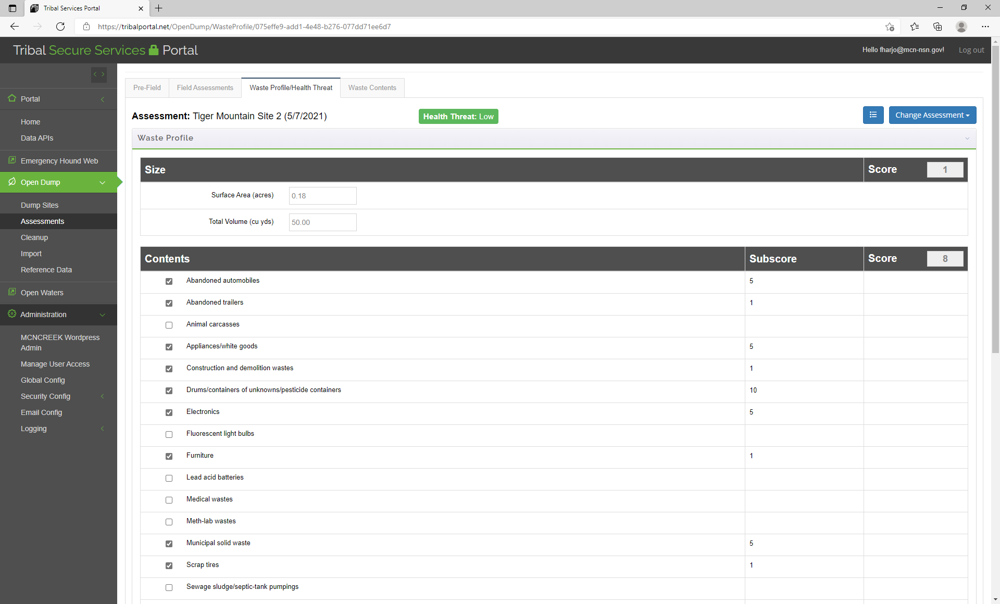 Tribal Services Portal
https://tribalportal.net/OpenDump/WasteProfile/075effe9-add1-4e48-b276-077dd71ee6d7
Tribal Secure Services Portal
Hello fharjo@mcn-nsn.gov!
Log out
Portal
Home
Data APIs
Emergency Hound Web
Open Dump
Dump Sites
Assessments
Cleanup
Import
Reference Data
Open Waters
Administration
MCNCREEK Wordpress
Admin
Manage User Access
Global Config
Security Config
Email Config
Logging
Pre-Field
Field Assessments
Waste Profile/Health Threat
Waste Contents
Assessment: Tiger Mountain Site 2 (5/7/2021)
Health Threat: Low
Change Assessment
Waste Profile
Size Score 1
Surface Area (acres) 0.18
Total Volume (cu yds) 50.00
Contents Subscore Score 8
Abandoned automobiles 5
Abandoned trailers 1
Animal carcasses
Appliances/white goods 5
Construction and demolition wastes 1
Drums/containers of unknowns/pesticide containers 10
Electronics 5
Fluorescent light bulbs
Furniture 1
Lead acid batteries
Medical wastes
Meth-lab wastes
Municipal solid waste 5
Scrap tires 1
Sewage sludge/septic-tank pumpings